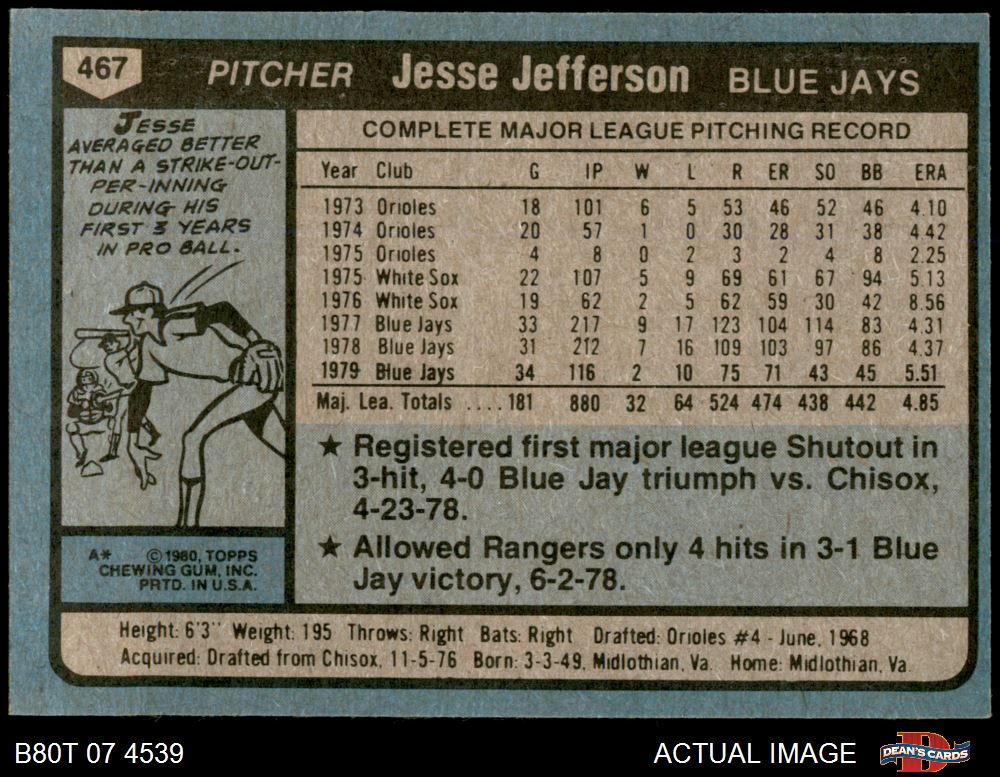 467 PITCHER Jesse Jefferson BLUE JAYS
JESSE
AVERAGED BETTER
THAN A STRIKE-OUT-
PER-INNING
DURING HIS
FIRST 3 YEARS
IN PRO BALL.
A* © 1980, TOPPS
CHEWING GUM, INC.
PRTD. IN U.S.A.
COMPLETE MAJOR LEAGUE PITCHING RECORD
Year Club G IP W L R ER SO BB ERA
1973 Orioles 18 101 6 5 53 46 52 46 4.10
1974 Orioles 20 57 1 0 30 28 31 38 4.42
1975 Orioles 4 8 0 2 3 2 4 8 2.25
1975 White Sox 22 107 5 9 69 61 67 94 5.13
1976 White Sox 19 62 2 5 62 59 30 42 8.56
1977 Blue Jays 33 217 9 17 123 104 114 83 4.31
1978 Blue Jays 31 212 7 16 109 103 97 86 4.37
1979 Blue Jays 34 116 2 10 75 71 43 45 5.51
Maj. Lea. Totals ....181 880 32 64 524 474 438 442 4.85
★ Registered first major league Shutout in
3-hit, 4-0 Blue Jay triumph vs. Chisox,
4-23-78.
★ Allowed Rangers only 4 hits in 3-1 Blue
Jay victory, 6-2-78.
Height: 6'3" Weight: 195 Throws: Right Bats: Right Drafted: Orioles #4 - June, 1968
Acquired: Drafted from Chisox, 11-5-76 Born: 3-3-49, Midlothian, Va. Home: Midlothian, Va.
B80T 07 4539 ACTUAL IMAGE DEAN'S CARDS